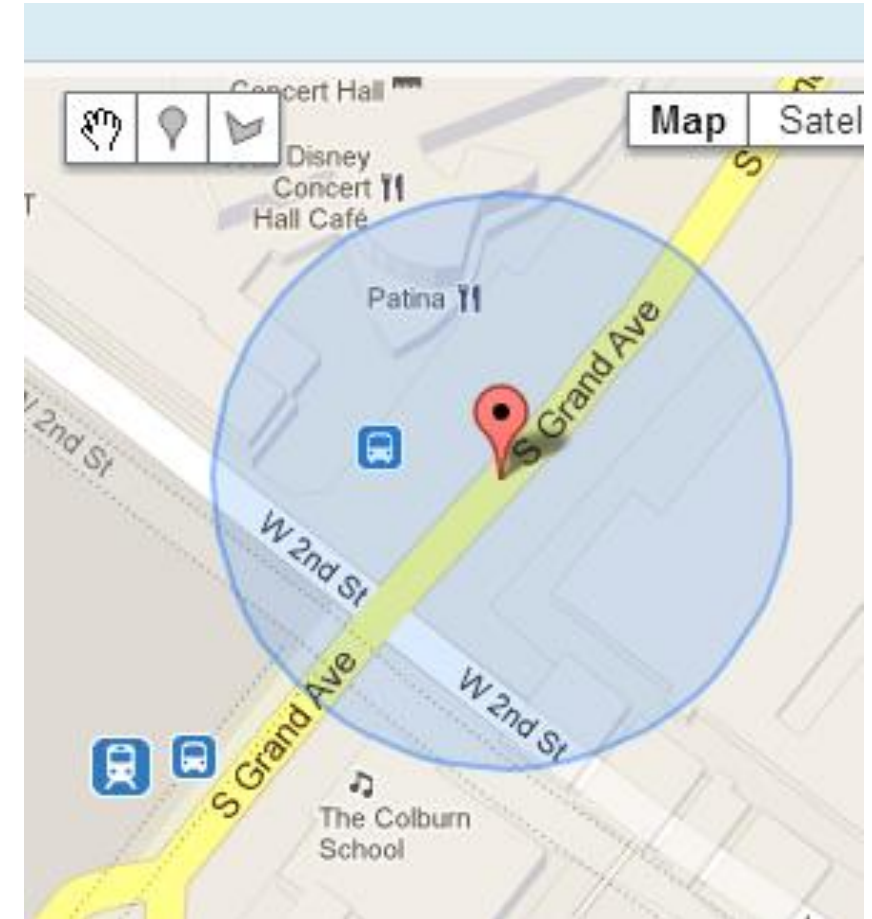 Concert Hall
Map
Satel
Disney
Concert
Hall Café
Patina
S Grand Ave
2nd St
W 2nd St
W 2nd St
S Grand Ave
The Colburn
School